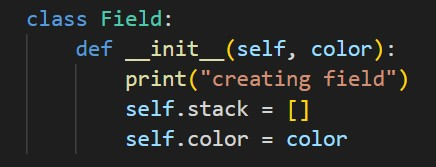 class Field:
    def __init__(self, color):
        print("creating field")
        self.stack = []
        self.color = color